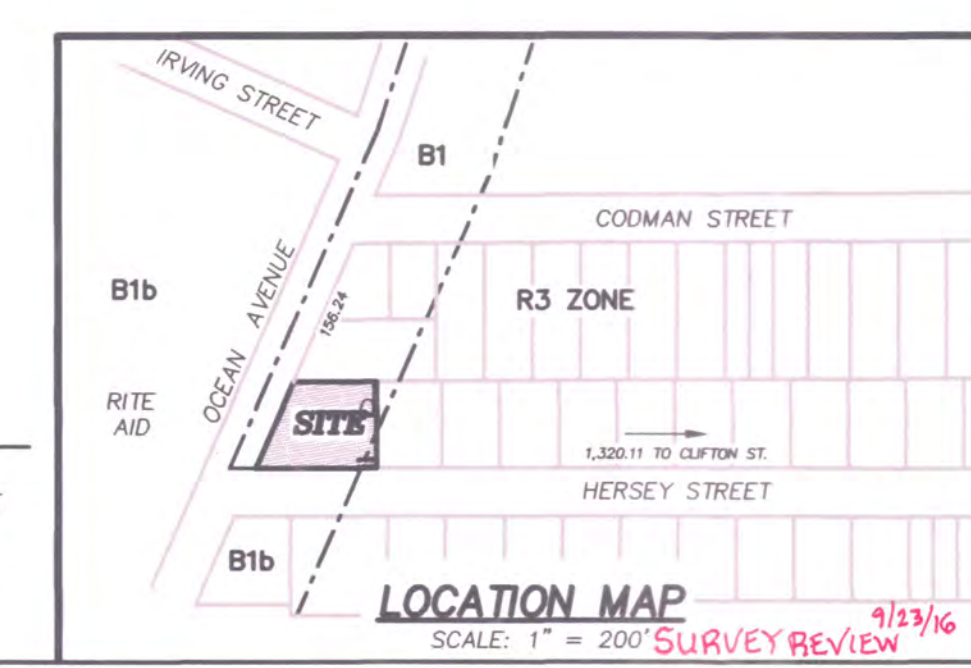 IRVING STREET
B1
CODMAN STREET
B1b
OCEAN AVENUE
156.24
R3 ZONE
RITE
AID
SITE
1,320.11 TO CLIFTON ST.
HERSEY STREET
B1b
LOCATION MAP
SCALE: 1" = 200' SURVEY REVIEW 9/23/16